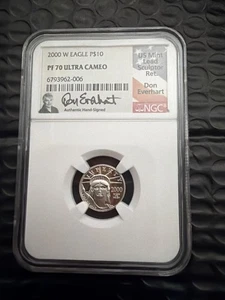 2000 W EAGLE P$10
PF 70 ULTRA CAMEO
6793962-006
Authentic Hand-Signed
US Mint
Lead
Sculptor
Ret.
Don
Everhart
NGC
2000